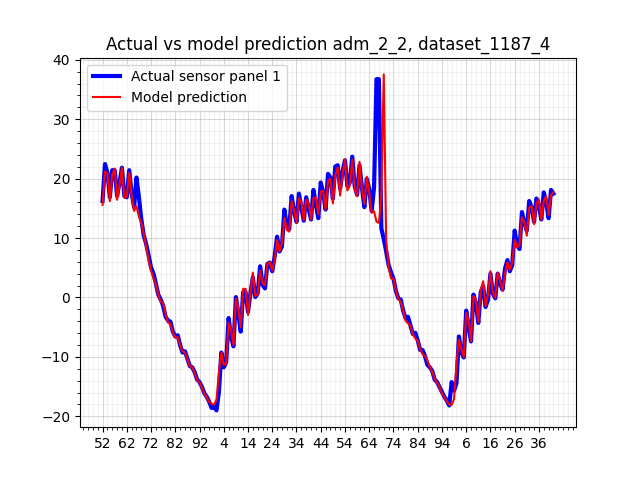 Actual vs model prediction adm_2_2, dataset_1187_4
Actual sensor panel 1
Model prediction
40
30
20
10
0
−10
−20
52 62 72 82 92 4 14 24 34 44 54 64 74 84 94 6 16 26 36